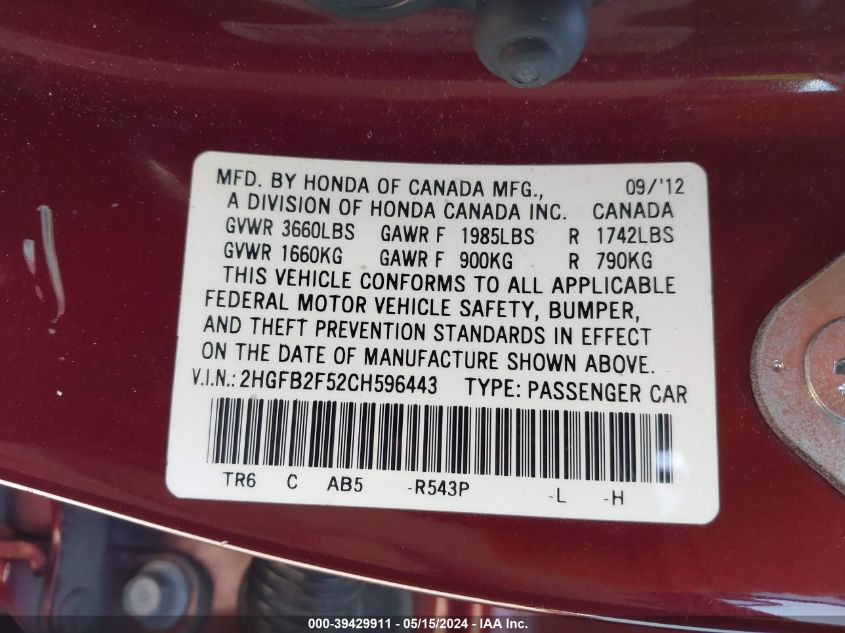 MFD. BY HONDA OF CANADA MFG., 09/'12
A DIVISION OF HONDA CANADA INC. CANADA
GVWR 3660LBS GAWR F 1985LBS R 1742LBS
GVWR 1660KG GAWR F 900KG R 790KG
THIS VEHICLE CONFORMS TO ALL APPLICABLE
FEDERAL MOTOR VEHICLE SAFETY, BUMPER,
AND THEFT PREVENTION STANDARDS IN EFFECT
ON THE DATE OF MANUFACTURE SHOWN ABOVE.
V.I.N.: 2HGFB2F52CH596443 TYPE: PASSENGER CAR
TR6 C AB5 -R543P -L -H
000-39429911 - 05/15/2024 - IAA Inc.